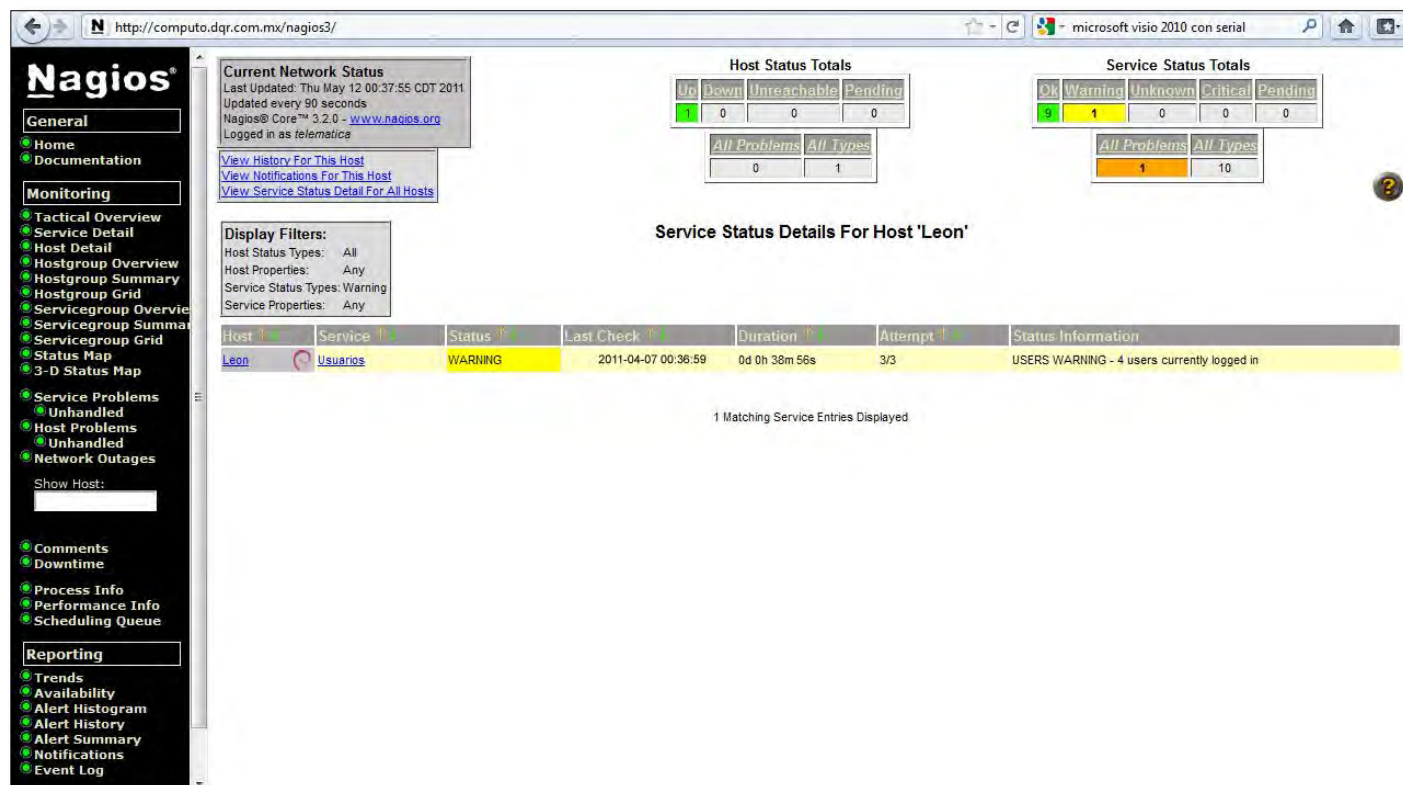 http://computo.dqr.com.mx/nagios3/
microsoft visio 2010 con serial
Nagios®
General
Home
Documentation
Monitoring
Tactical Overview
Service Detail
Host Detail
Hostgroup Overview
Hostgroup Summary
Hostgroup Grid
Servicegroup Overvie
Servicegroup Summar
Servicegroup Grid
Status Map
3-D Status Map
Service Problems
Unhandled
Host Problems
Unhandled
Network Outages
Show Host:
Comments
Downtime
Process Info
Performance Info
Scheduling Queue
Reporting
Trends
Availability
Alert Histogram
Alert History
Alert Summary
Notifications
Event Log
Current Network Status
Last Updated: Thu May 12 00:37:55 CDT 2011
Updated every 90 seconds
Nagios® Core™ 3.2.0 - www.nagios.org
Logged in as telematica
View History For This Host
View Notifications For This Host
View Service Status Detail For All Hosts
Host Status Totals
Up Down Unreachable Pending
1 0 0 0
All Problems All Types
0 1
Service Status Totals
Ok Warning Unknown Critical Pending
9 1 0 0 0
All Problems All Types
1 10
?
Display Filters:
Host Status Types: All
Host Properties: Any
Service Status Types: Warning
Service Properties: Any
Service Status Details For Host 'Leon'
Host Service Status Last Check Duration Attempt Status Information
Leon Usuarios WARNING 2011-04-07 00:36:59 0d 0h 38m 56s 3/3 USERS WARNING - 4 users currently logged in
1 Matching Service Entries Displayed